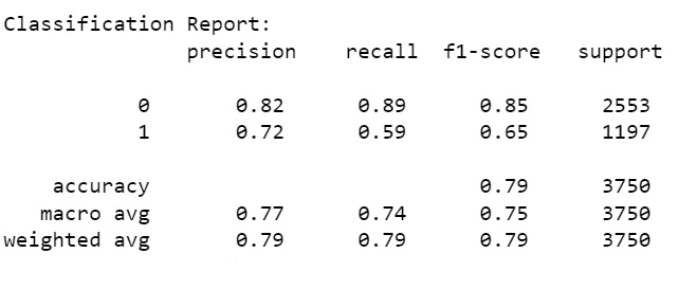 Classification Report:
precision recall f1-score support
0 0.82 0.89 0.85 2553
1 0.72 0.59 0.65 1197
accuracy 0.79 3750
macro avg 0.77 0.74 0.75 3750
weighted avg 0.79 0.79 0.79 3750